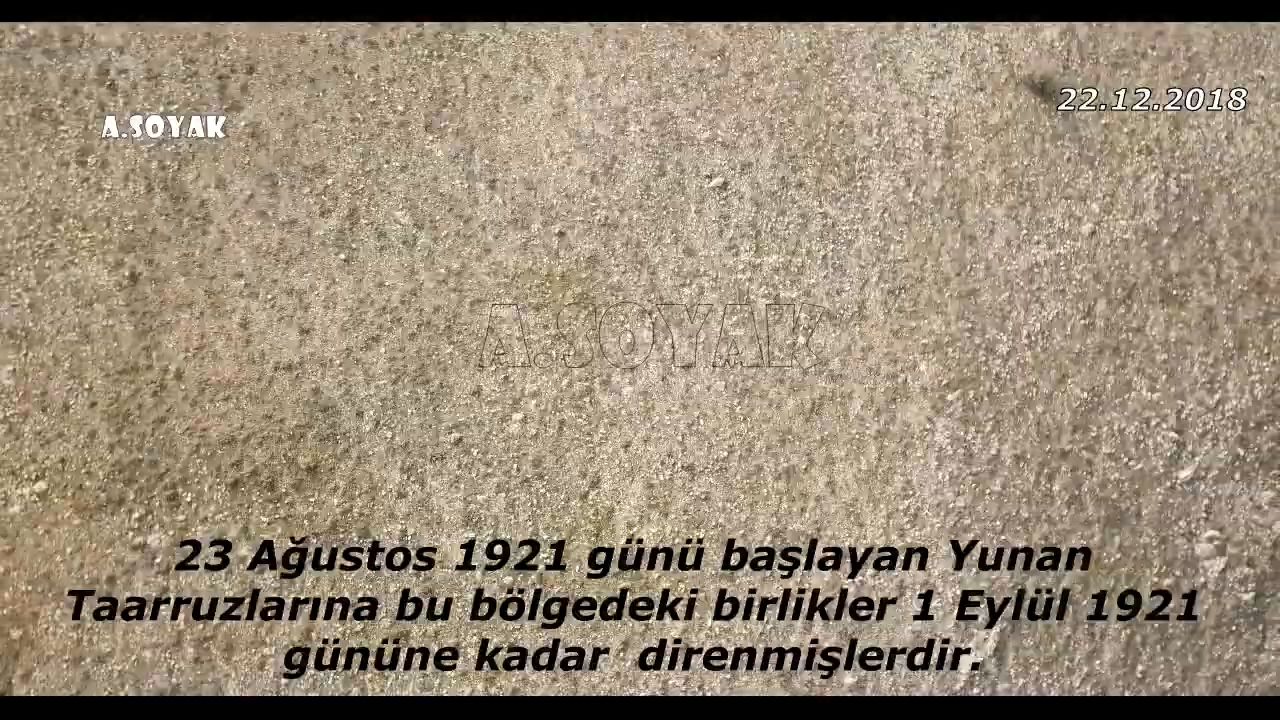 22.12.2018
A.SOYAK
A.SOYAK
23 Ağustos 1921 günü başlayan Yunan
Taarruzlarına bu bölgedeki birlikler 1 Eylül 1921
gününe kadar direnmişlerdir.